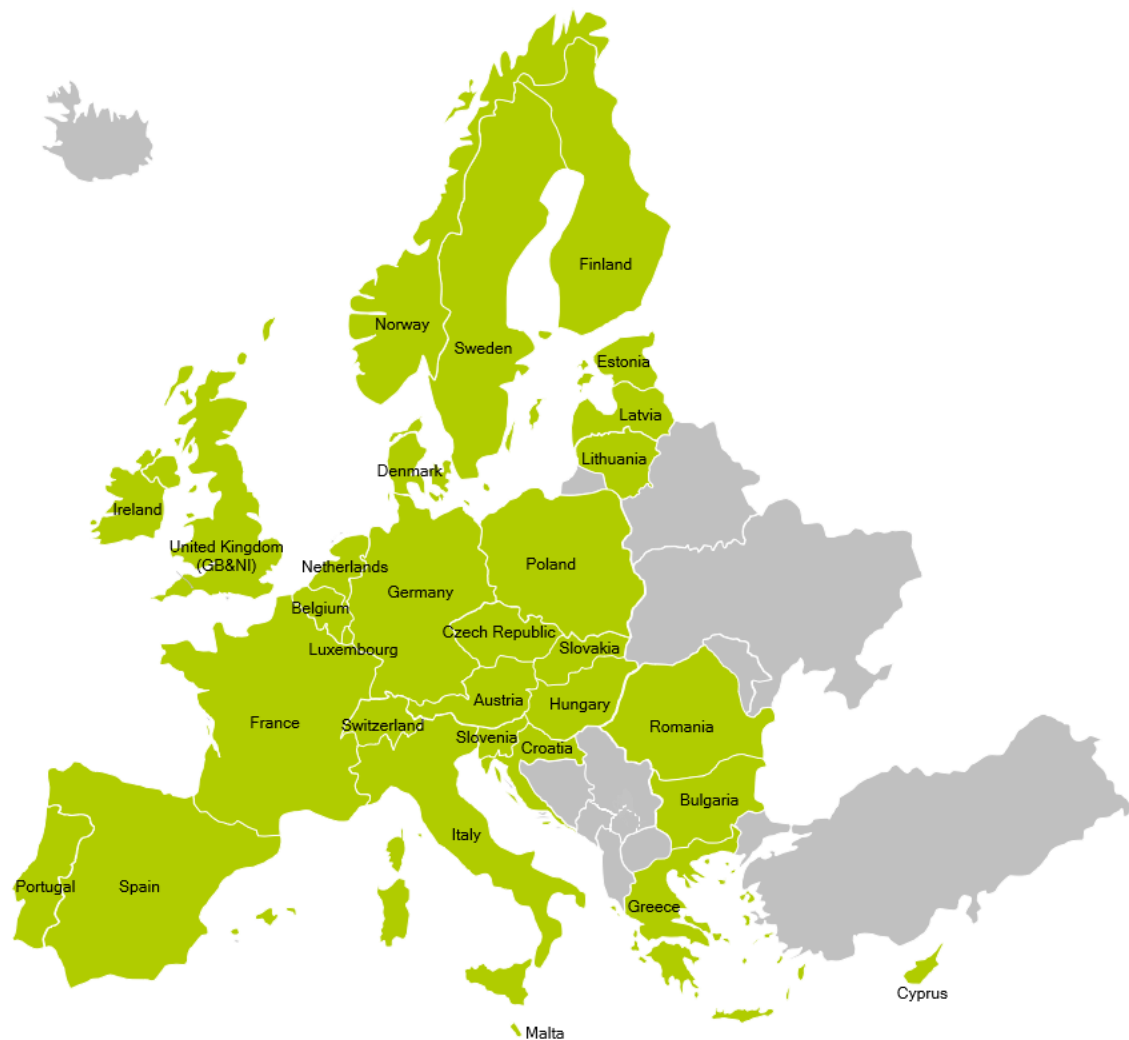 Finland
Norway
Sweden
Estonia
Latvia
Lithuania
Denmark
Ireland
United Kingdom
(GB&NI)
Netherlands
Poland
Germany
Belgium
Czech Republic
Slovakia
Luxembourg
Austria
Hungary
France
Switzerland
Romania
Slovenia
Croatia
Bulgaria
Italy
Portugal
Spain
Greece
Cyprus
Malta